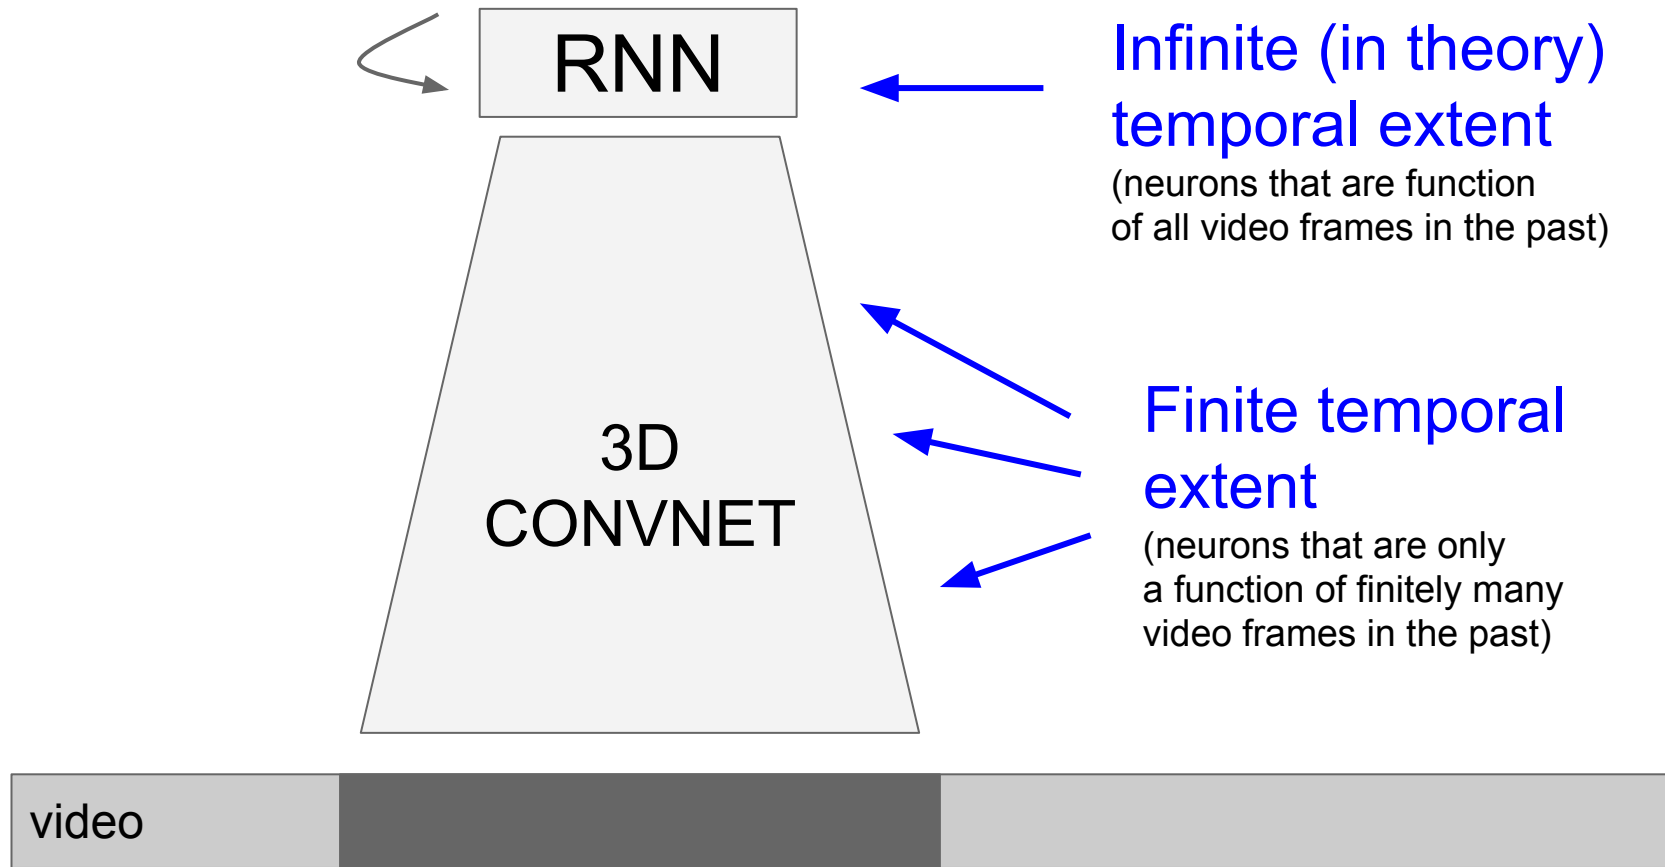 RNN
Infinite (in theory)
temporal extent
(neurons that are function
of all video frames in the past)
3D
CONVNET
Finite temporal
extent
(neurons that are only
a function of finitely many
video frames in the past)
video